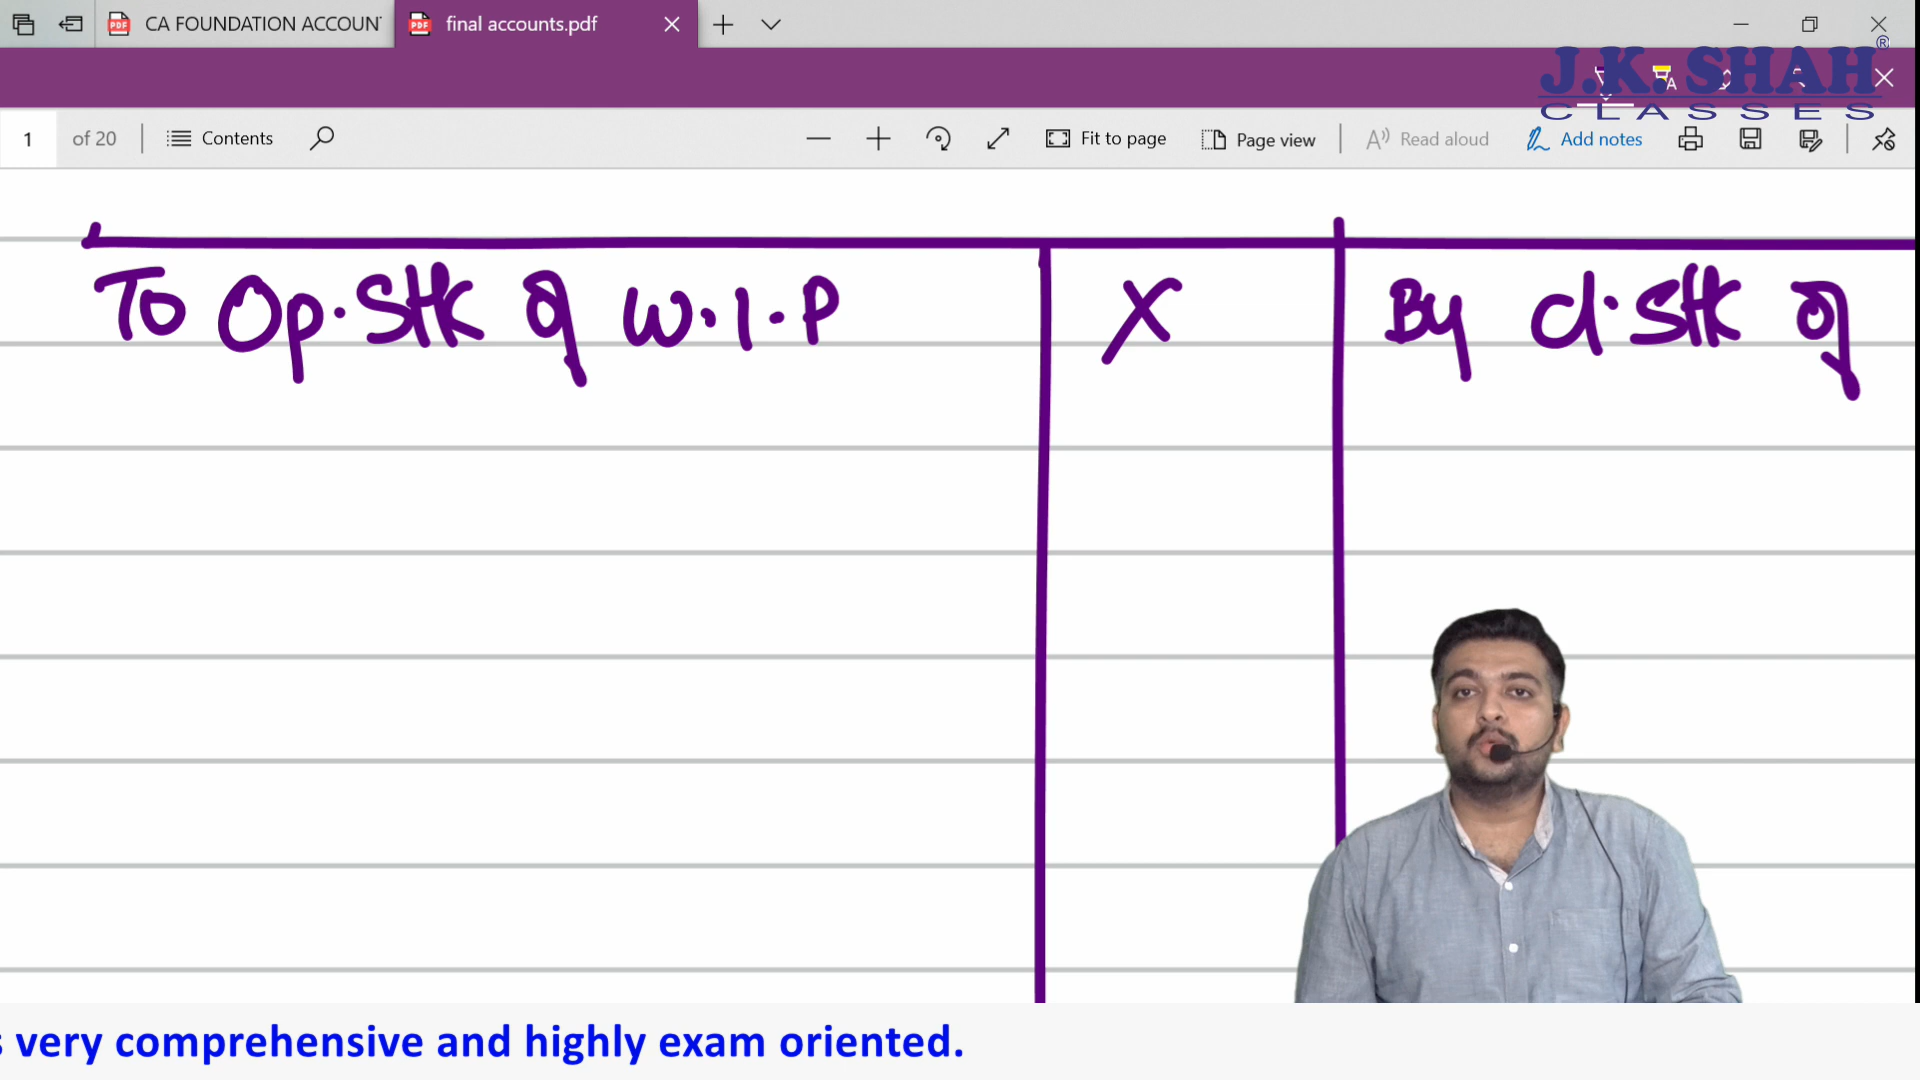 CA FOUNDATION ACCOUN
final accounts.pdf
J.K. SHAH®
CLASSES
1 of 20
Contents
Fit to page
Page view
Read aloud
Add notes
To Op. Stk of W.I.P X By Cl. Stk of
very comprehensive and highly exam oriented.